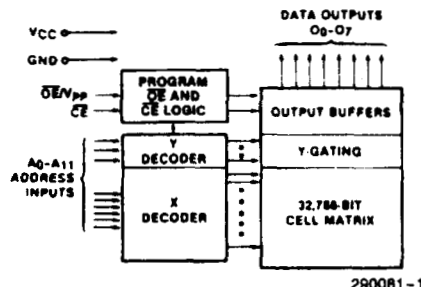 DATA OUTPUTS
O0-O7
VCC
GND
OE/VPP
CE
PROGRAM
OE AND
CE LOGIC
OUTPUT BUFFERS
Y
DECODER
Y-GATING
A0-A11
ADDRESS
INPUTS
X
DECODER
32,768-BIT
CELL MATRIX
290081-1